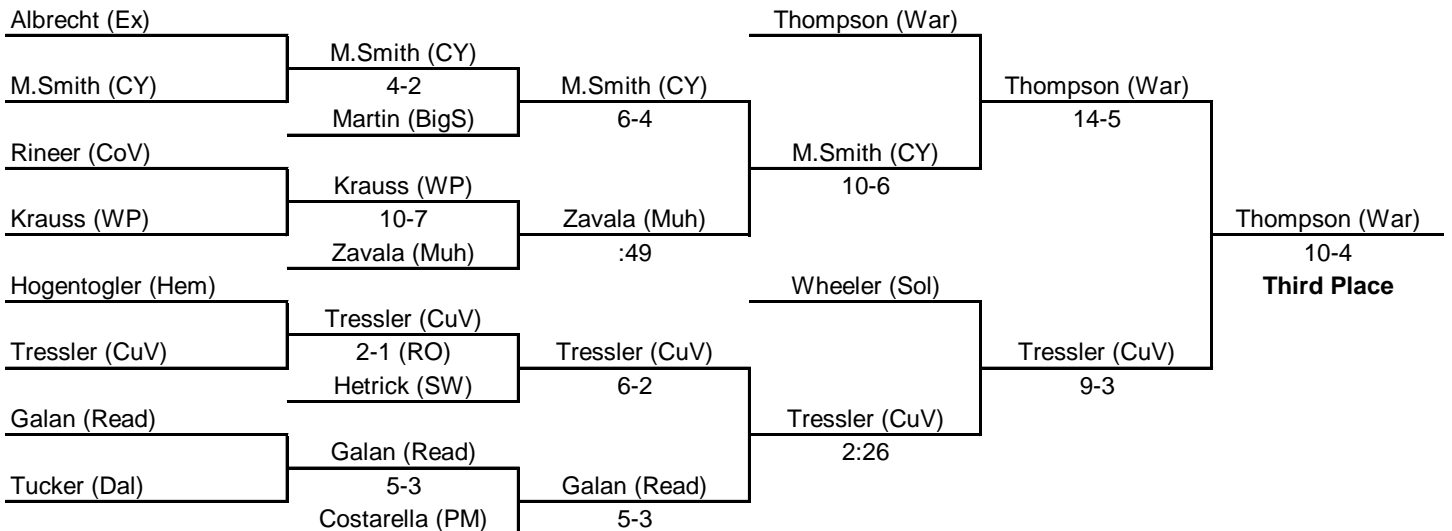 Albrecht (Ex)
Thompson (War)
M.Smith (CY)
4-2
M.Smith (CY)
M.Smith (CY)
Thompson (War)
Martin (BigS)
6-4
14-5
Rineer (CoV)
M.Smith (CY)
Krauss (WP)
10-6
Krauss (WP)
10-7
Zavala (Muh)
Thompson (War)
Zavala (Muh)
:49
10-4
Hogentogler (Hem)
Wheeler (Sol)
Third Place
Tressler (CuV)
Tressler (CuV)
2-1 (RO)
Tressler (CuV)
Tressler (CuV)
Hetrick (SW)
6-2
9-3
Galan (Read)
Tressler (CuV)
Galan (Read)
2:26
Tucker (Dal)
5-3
Galan (Read)
Costarella (PM)
5-3